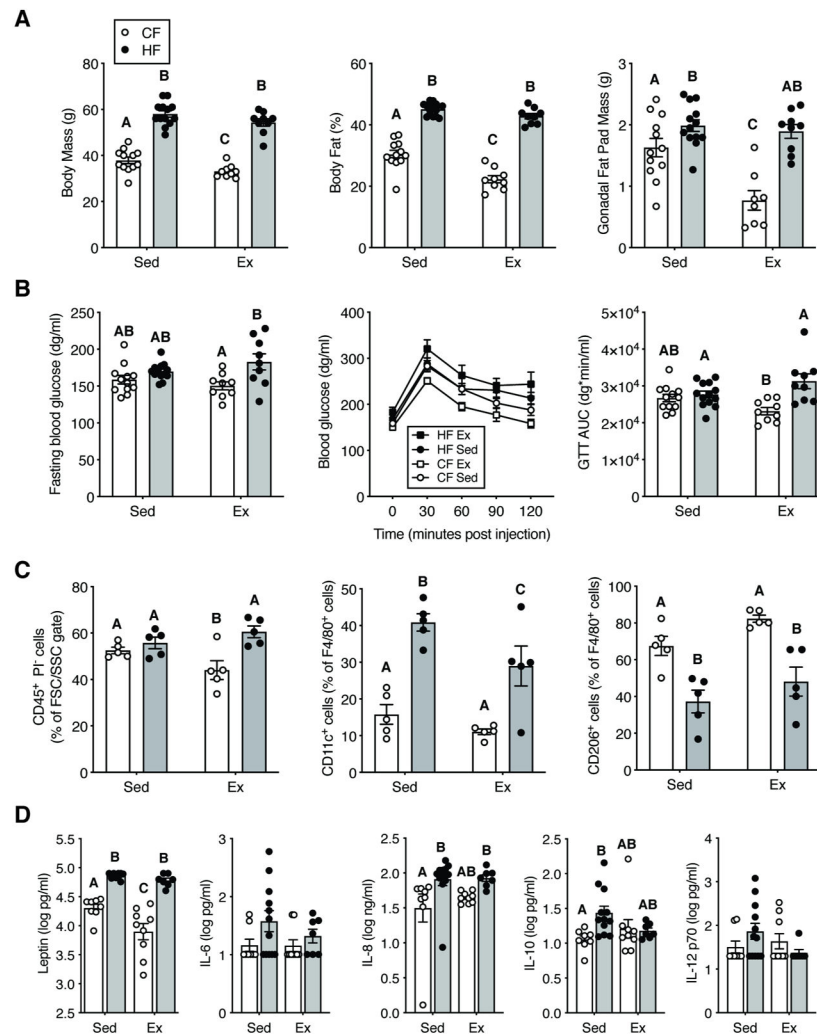 A
CF
HF
Body Mass (g)
80
60
40
20
0
A
B
C
B
Sed
Ex
Body Fat (%)
60
40
20
0
A
B
C
B
Sed
Ex
Gonadal Fat Pad Mass (g)
3
2
1
0
A
B
C
AB
Sed
Ex
B
Fasting blood glucose (dg/ml)
250
200
150
100
50
0
AB
AB
A
B
Sed
Ex
Blood glucose (dg/ml)
400
300
200
100
0
HF Ex
HF Sed
CF Ex
CF Sed
0
30
60
90
120
Time (minutes post injection)
GTT AUC (dg*min/ml)
5×10⁴
4×10⁴
3×10⁴
2×10⁴
1×10⁴
0
AB
A
B
A
Sed
Ex
C
CD45⁺ PI⁻ cells
(% of FSC/SSC gate)
80
60
40
20
0
A
A
B
A
Sed
Ex
CD11c⁺ cells (% of F4/80⁺ cells)
50
40
30
20
10
0
A
B
A
C
Sed
Ex
CD206⁺ cells (% of F4/80⁺ cells)
100
80
60
40
20
0
A
B
A
B
Sed
Ex
D
Leptin (log pg/ml)
5.5
5.0
4.5
4.0
3.5
3.0
2.5
A
B
C
B
Sed
Ex
IL-6 (log pg/ml)
3
2
1
0
Sed
Ex
IL-8 (log ng/ml)
2.5
2.0
1.5
1.0
0.5
0.0
A
B
AB
B
Sed
Ex
IL-10 (log pg/ml)
2.5
2.0
1.5
1.0
0.5
0.0
A
B
AB
AB
Sed
Ex
IL-12 p70 (log pg/ml)
4
3
2
1
0
Sed
Ex